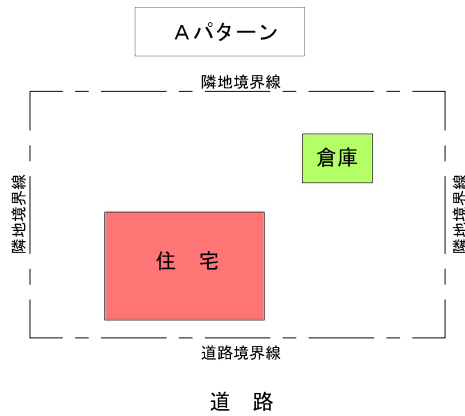 Aパターン
隣地境界線
倉庫
隣地境界線
隣地境界線
住　宅
道路境界線
道　路